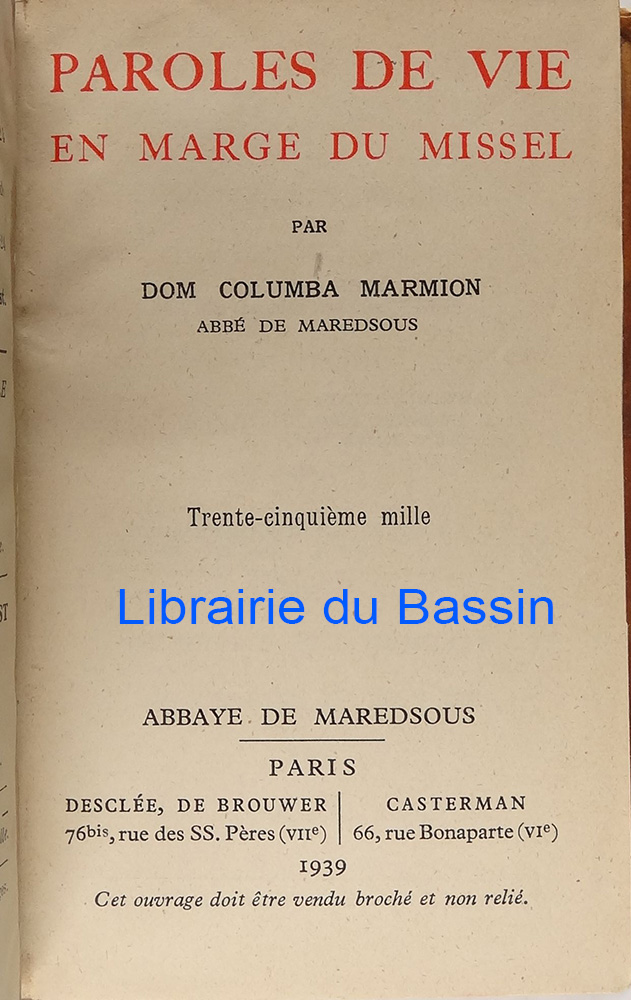 PAROLES DE VIE
EN MARGE DU MISSEL
PAR
DOM COLUMBA MARMION
ABBÉ DE MAREDSOUS
Trente-cinquième mille
Librairie du Bassin
ABBAYE DE MAREDSOUS
PARIS
DESCLÉE, DE BROUWER
76bis, rue des SS. Pères (VIIe)
CASTERMAN
66, rue Bonaparte (VIe)
1939
Cet ouvrage doit être vendu broché et non relié.